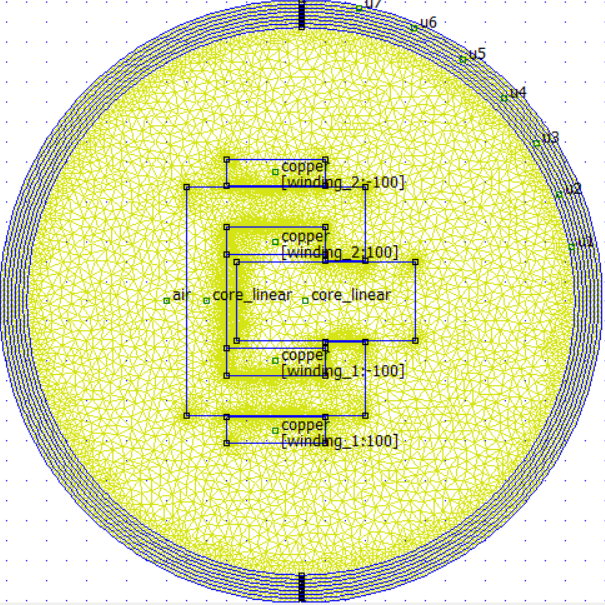 u7
u6
u5
u4
u3
u2
u1
copper
[winding_2:-100]
copper
[winding_2:100]
air
core_linear
core_linear
copper
[winding_1:-100]
copper
[winding_1:100]